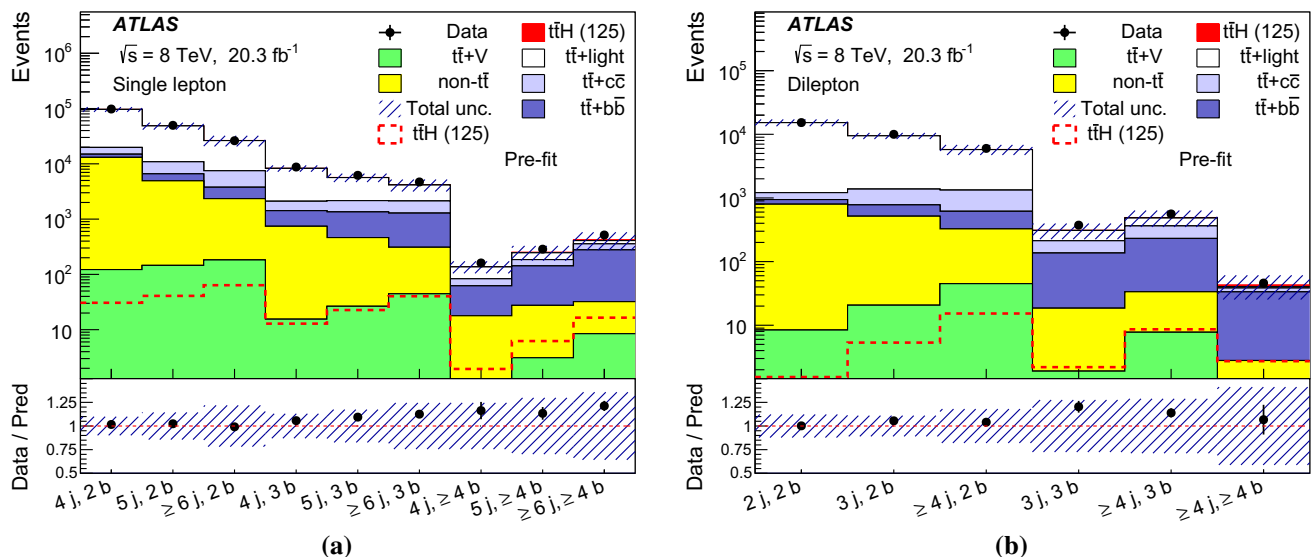 ATLAS
√s = 8 TeV, 20.3 fb⁻¹
Single lepton
Data
tt̄H (125)
tt̄+V
tt̄+light
non-tt̄
tt̄+cc̄
Total unc.
tt̄+bb̄
tt̄H (125)
Pre-fit
Events
10⁶
10⁵
10⁴
10³
10²
10
Data / Pred
1.25
1
0.75
0.5
4 j, 2 b
5 j, 2 b
≥ 6 j, 2 b
4 j, 3 b
5 j, 3 b
≥ 6 j, 3 b
4 j, ≥ 4 b
5 j, ≥ 4 b
≥ 6 j, ≥ 4 b
(a)
ATLAS
√s = 8 TeV, 20.3 fb⁻¹
Dilepton
Data
tt̄H (125)
tt̄+V
tt̄+light
non-tt̄
tt̄+cc̄
Total unc.
tt̄+bb̄
tt̄H (125)
Pre-fit
Events
10⁵
10⁴
10³
10²
10
Data / Pred
1.25
1
0.75
0.5
2 j, 2 b
3 j, 2 b
≥ 4 j, 2 b
3 j, 3 b
≥ 4 j, 3 b
≥ 4 j, ≥ 4 b
(b)